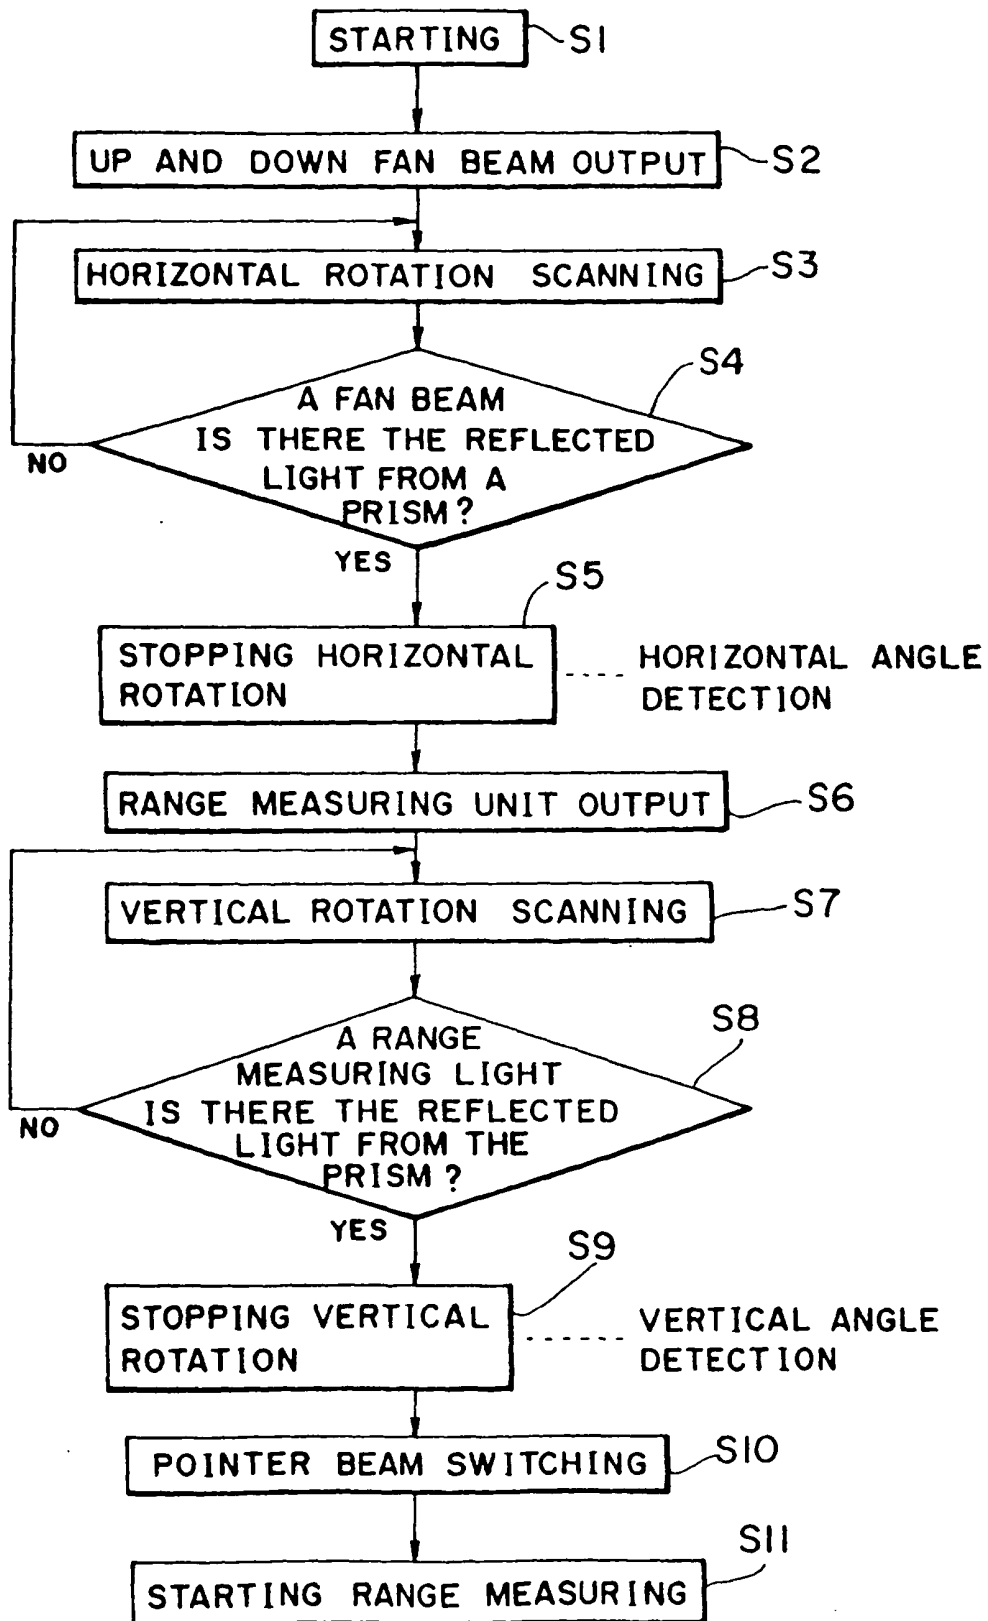 STARTING
S1
UP AND DOWN FAN BEAM OUTPUT
S2
HORIZONTAL ROTATION SCANNING
S3
S4
A FAN BEAM
IS THERE THE REFLECTED
LIGHT FROM A
PRISM?
NO
YES
S5
STOPPING HORIZONTAL
ROTATION
HORIZONTAL ANGLE
DETECTION
RANGE MEASURING UNIT OUTPUT
S6
VERTICAL ROTATION SCANNING
S7
S8
A RANGE
MEASURING LIGHT
IS THERE THE REFLECTED
LIGHT FROM THE
PRISM?
NO
YES
S9
STOPPING VERTICAL
ROTATION
VERTICAL ANGLE
DETECTION
POINTER BEAM SWITCHING
S10
S11
STARTING RANGE MEASURING